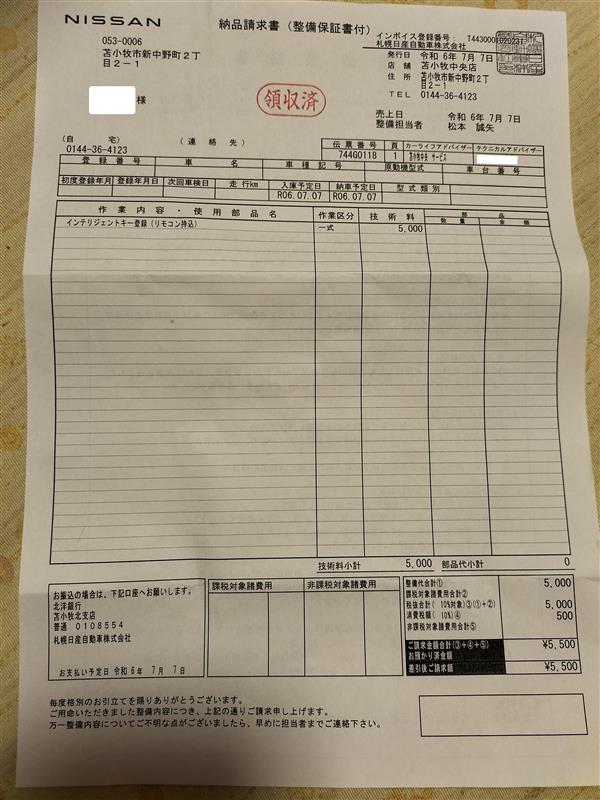 NISSAN
納品請求書（整備保証書付）
インボイス登録番号：
札幌日産自動車株式会社
053-0006
苫小牧市新中野町２丁
目２－１
様
発行日　令和 6年 7月 7日
店 舗　苫小牧中央店
住 所　苫小牧市新中野町２丁
目２－１
ＴＥＬ　0144-36-4123
領収済
売上日　令和 6年 7月 7日
整備担当者　松本　誠矢
(自　宅)　(連 絡 先)
0144-36-4123
伝票番号　頁　カーライフアドバイザー　テクニカルアドバイザー
744G0118　1　苫小牧中央 サービス
登録番号　車　名　車種記号　原動機型式　車台番号
初度登録年月　登録年月日　次回車検日　走行km　入庫予定日　納車予定日　型式類別
R06.07.07　R06.07.07
作業内容・使用部品名　作業区分　技術料　部　品
数量　金額
インテリジェントキー登録（リモコン持込）　一式　5,000
技術料小計　5,000　部品代小計　0
お振込の場合は、下記口座へお願いします。
北洋銀行
苫小牧北支店
普通　0108554
札幌日産自動車株式会社
お支払い予定日 令和 6年　7月　7日
課税対象諸費用　非課税対象諸費用
整備代合計①　5,000
課税対象諸費用合計②
税抜合計( 10%対象)③(①+②)　5,000
消費税額( 10%)④　500
非課税対象諸費用合計⑤
ご請求金額合計(③+④+⑤)　¥5,500
お預かり済金額
差引後ご請求額　¥5,500
毎度格別のお引立てを賜りありがとうございます。
ご用命いただきました整備内容につき、上記の通りご請求申し上げます。
万一整備内容についてご不明な点がございましたら、早めに担当者までご連絡下さい。